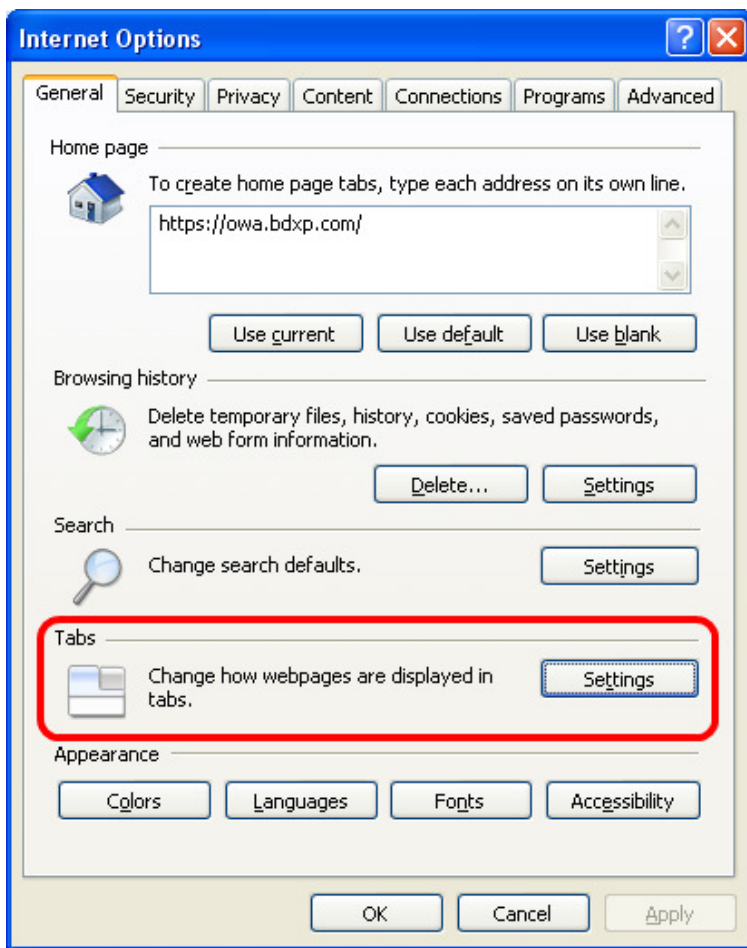 Internet Options
General Security Privacy Content Connections Programs Advanced
Home page
To create home page tabs, type each address on its own line.
https://owa.bdxp.com/
Use current Use default Use blank
Browsing history
Delete temporary files, history, cookies, saved passwords,
and web form information.
Delete... Settings
Search
Change search defaults. Settings
Tabs
Change how webpages are displayed in
tabs.
Settings
Appearance
Colors Languages Fonts Accessibility
OK Cancel Apply